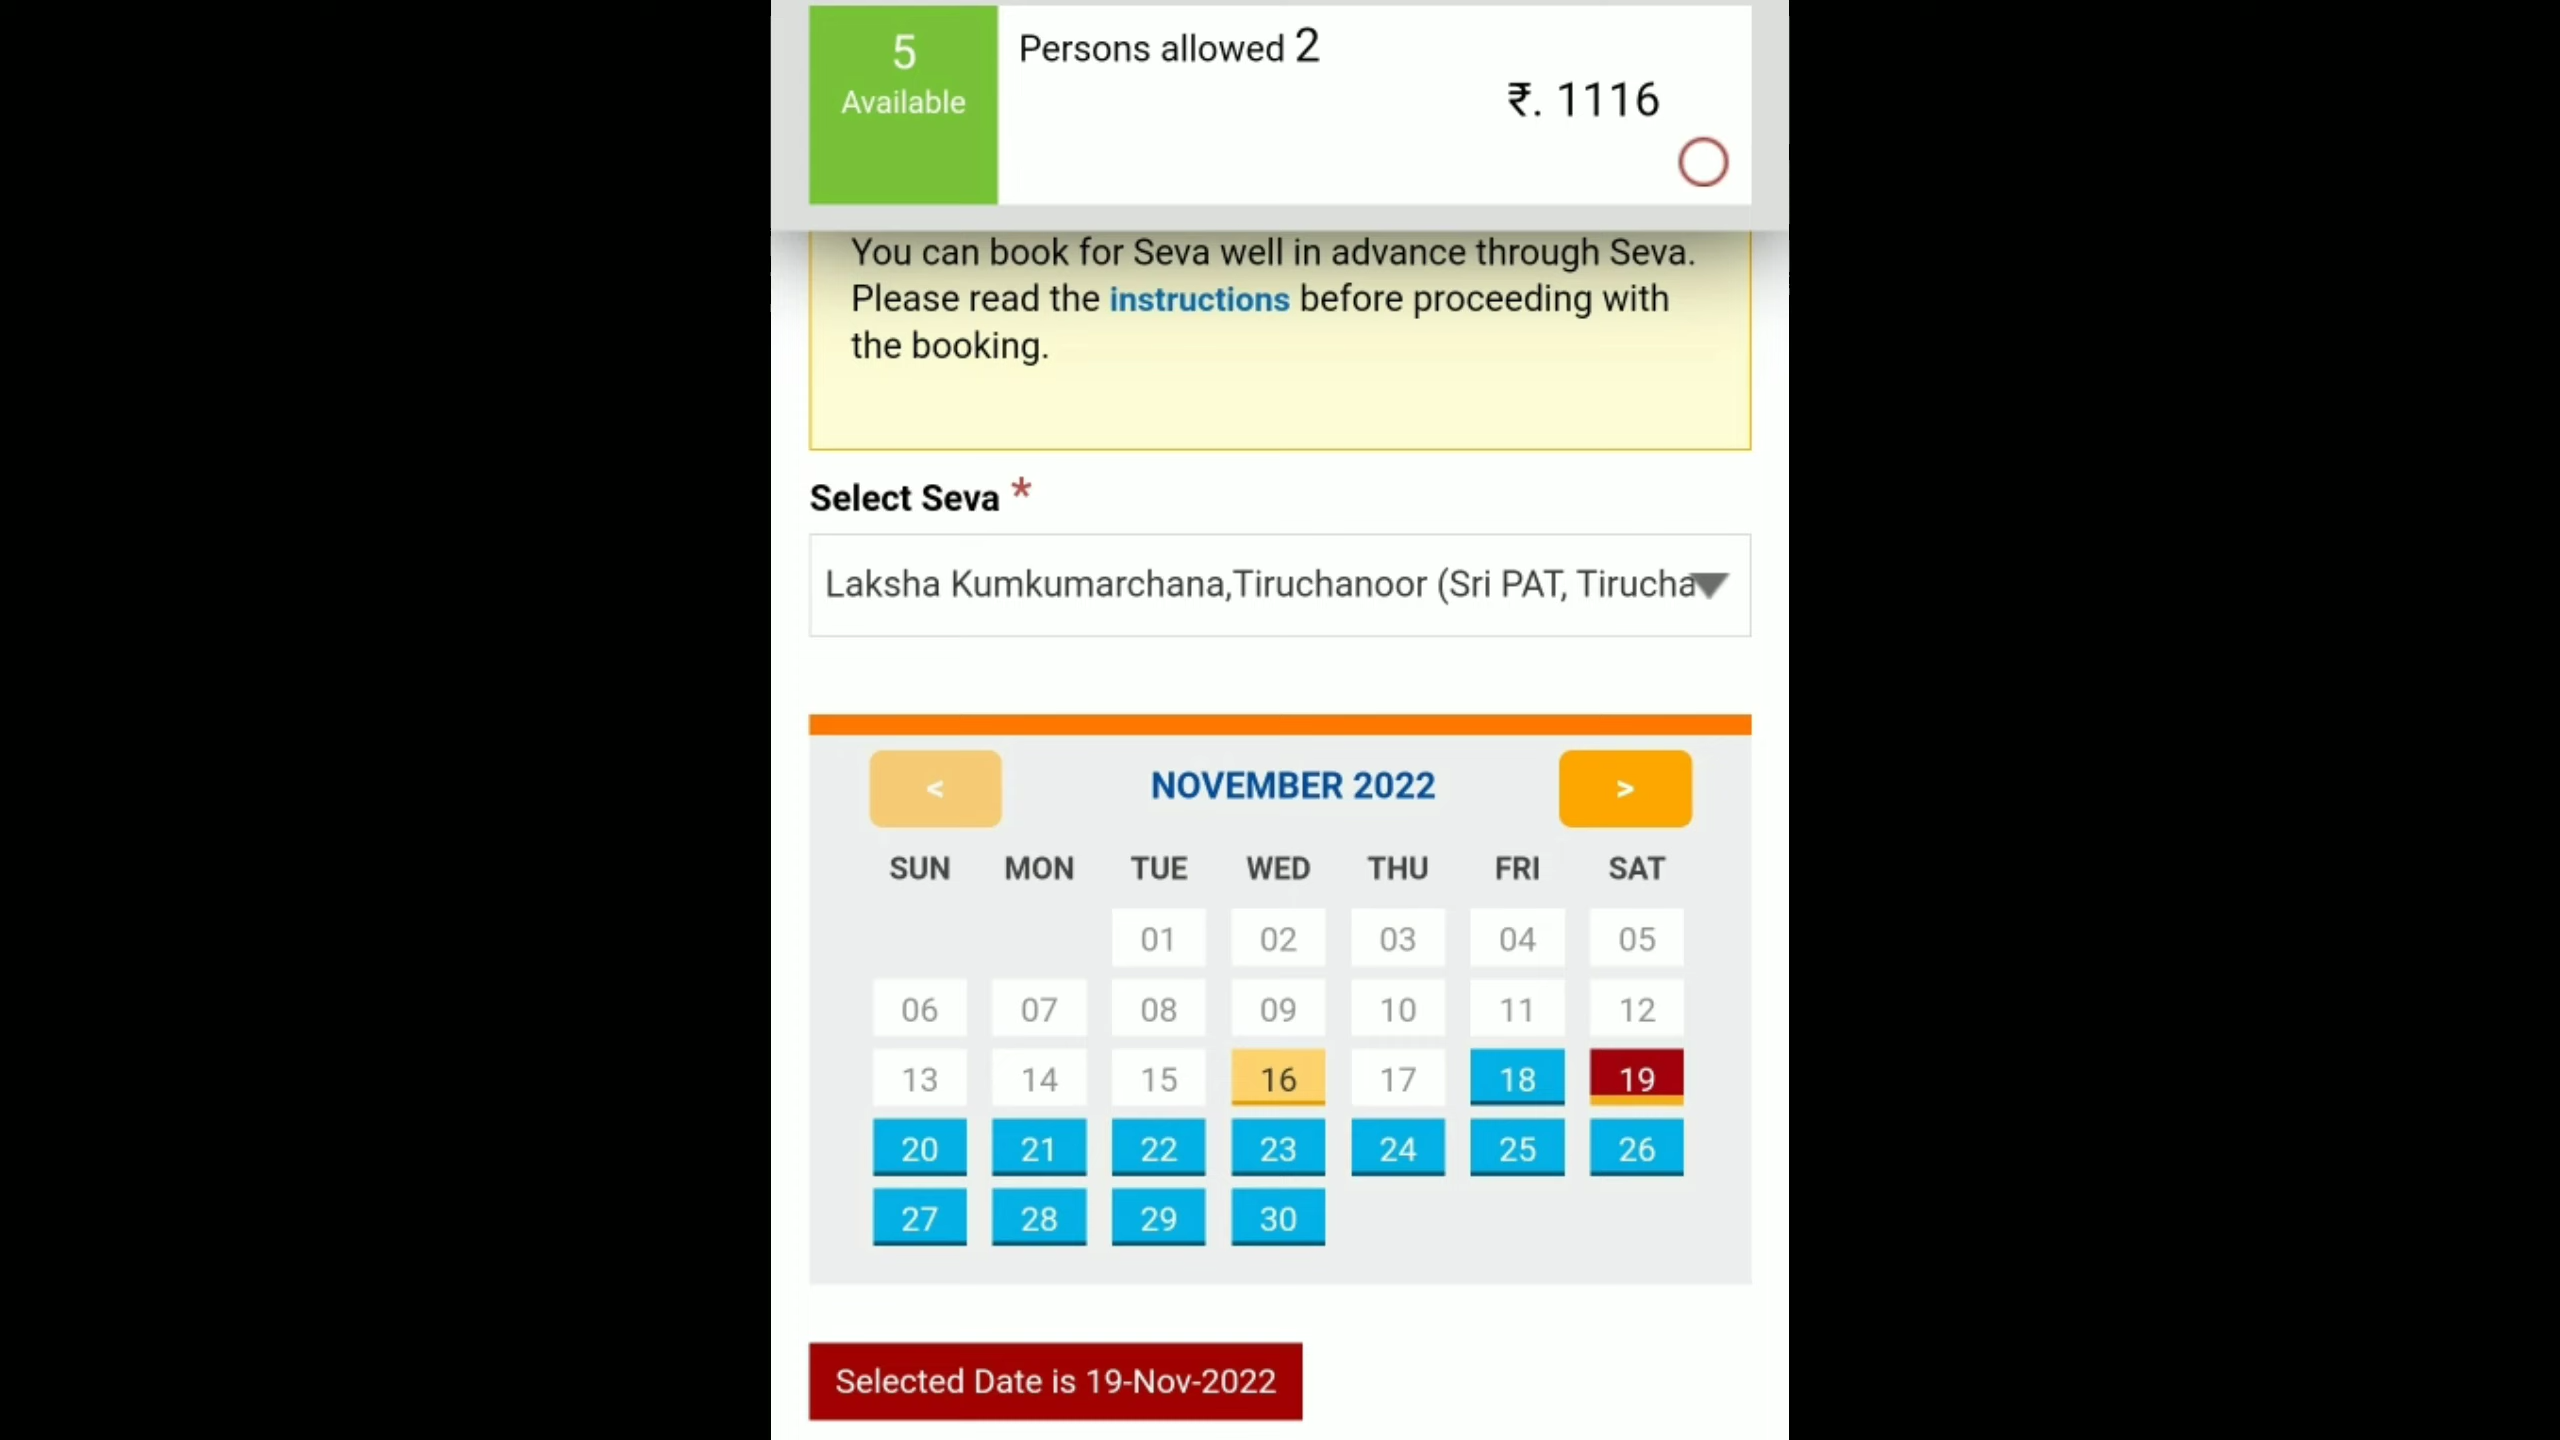 5
Available
Persons allowed 2
₹. 1116
You can book for Seva well in advance through Seva.
Please read the instructions before proceeding with
the booking.
Select Seva *
Laksha Kumkumarchana,Tiruchanoor (Sri PAT, Tirucha
< NOVEMBER 2022 >
SUN MON TUE WED THU FRI SAT
01 02 03 04 05
06 07 08 09 10 11 12
13 14 15 16 17 18 19
20 21 22 23 24 25 26
27 28 29 30
Selected Date is 19-Nov-2022